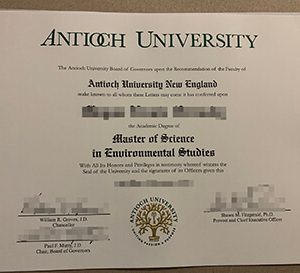 ANTIOCH UNIVERSITY
The Antioch University Board of Governors upon the Recommendation of the Faculty of
Antioch University New England
make known to all whom these Letters may come it has conferred upon
the Academic Degree of
Master of Science
in Environmental Studies
With All Its Honors and Privileges in testimony whereof witness the
Seal of the University and the signatures of its Officers given this
ANTIOCH UNIVERSITY
William R. Groves, J.D.
Chancellor
Shawn M. Fitzgerald, Ph.D.
Provost and Chief Executive Officer
Paul F. Mutty, J.D.
Chair, Board of Governors